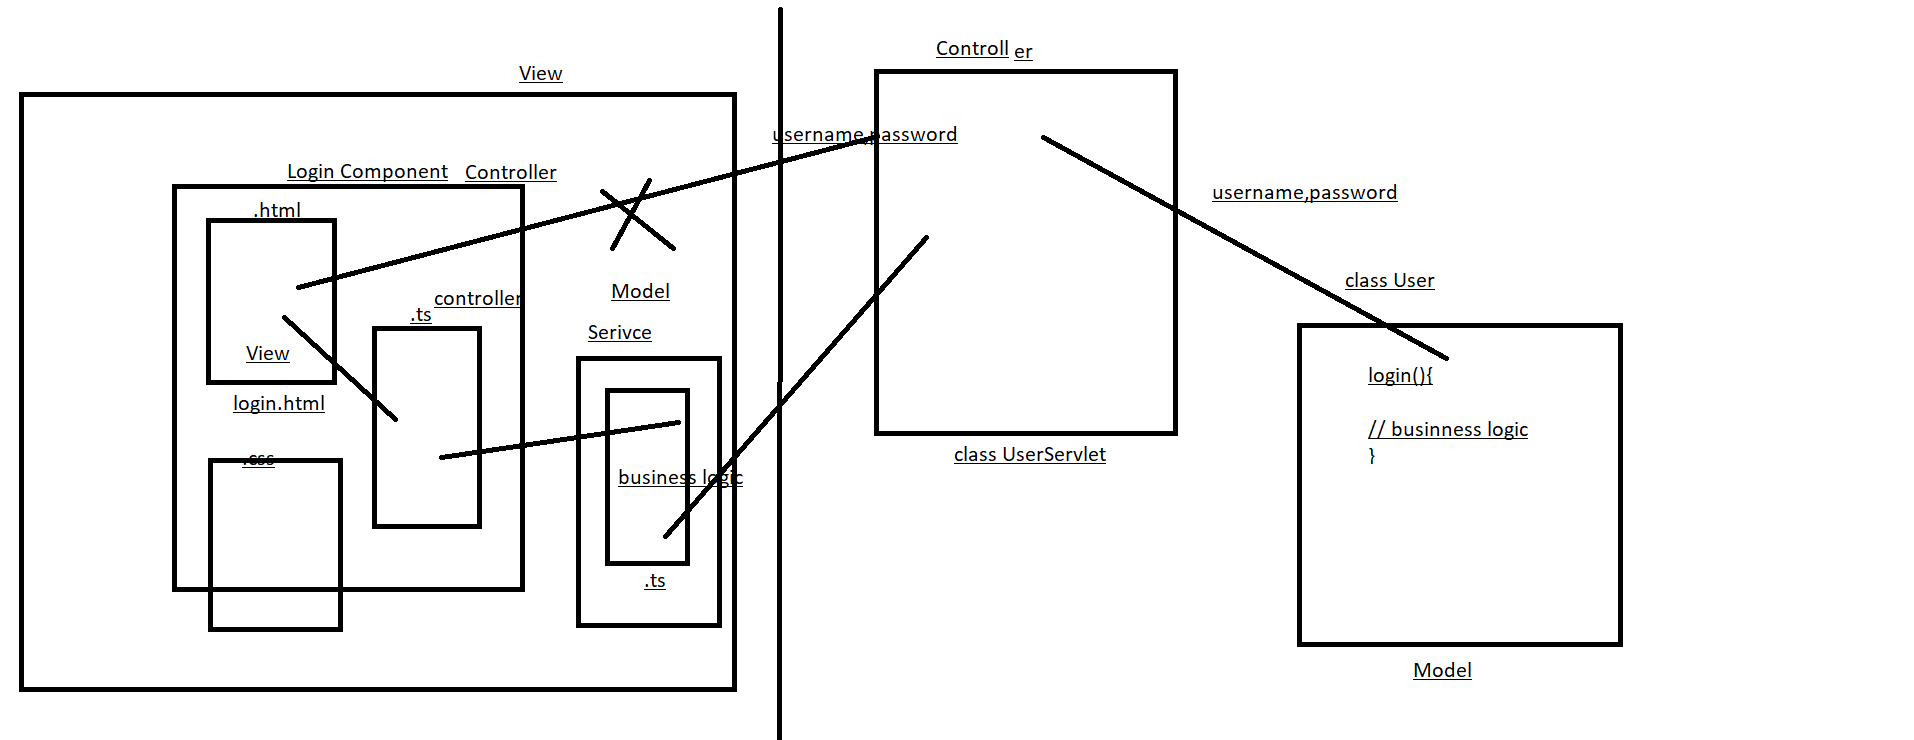 View
Login Component
Controller
.html
View
login.html
.css
controller
.ts
Model
Serivce
business logic
.ts
Controll er
username,password
class UserServlet
username,password
class User
login(){
// businness logic
}
Model